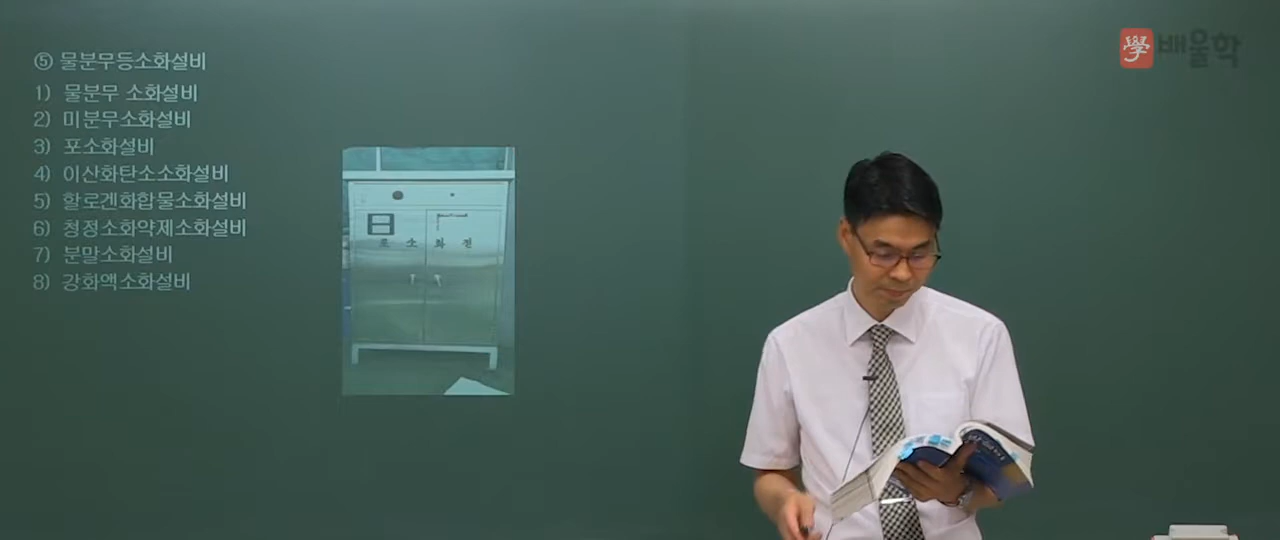 ⑤ 물분무등소화설비
1) 물분무 소화설비
2) 미분무소화설비
3) 포소화설비
4) 이산화탄소소화설비
5) 할로겐화합물소화설비
6) 청정소화약제소화설비
7) 분말소화설비
8) 강화액소화설비
포 소 화 전
學 배울학